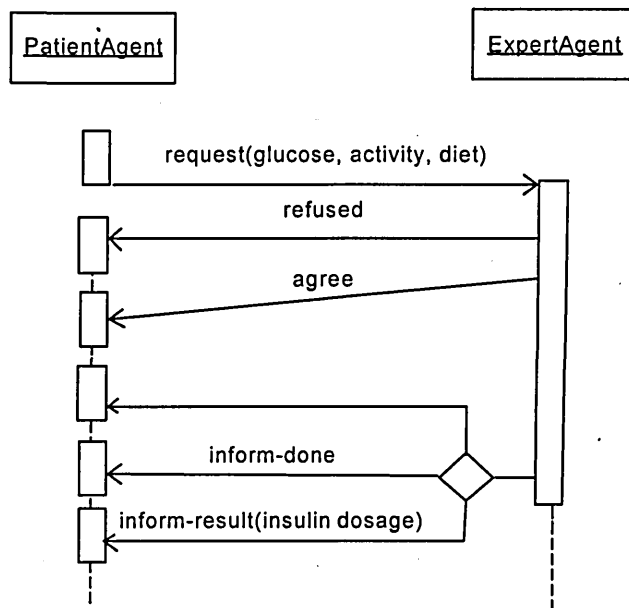 PatientAgent
ExpertAgent
request(glucose, activity, diet)
refused
agree
inform-done
inform-result(insulin dosage)